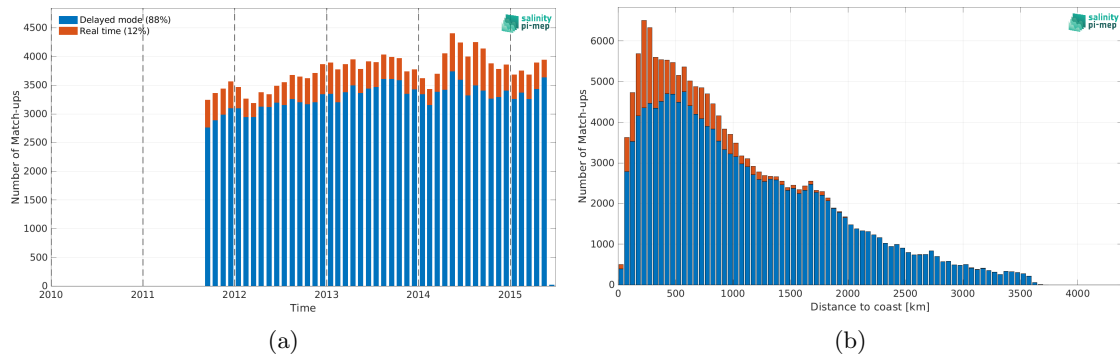 Delayed mode (88%)
Real time (12%)
salinity
pi-mep
Number of Match-ups
4500
4000
3500
3000
2500
2000
1500
1000
500
0
2010 2011 2012 2013 2014 2015
Time
(a)
salinity
pi-mep
Number of Match-ups
6000
5000
4000
3000
2000
1000
0
0 500 1000 1500 2000 2500 3000 3500 4000
Distance to coast [km]
(b)